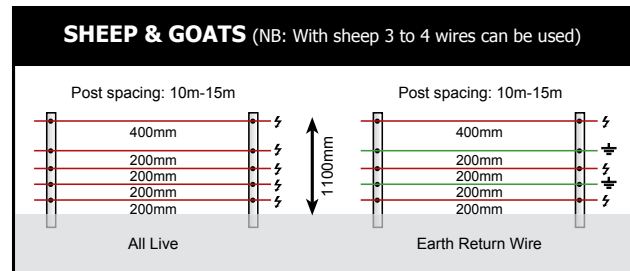 SHEEP & GOATS (NB: With sheep 3 to 4 wires can be used)
Post spacing: 10m-15m
400mm
200mm
200mm
200mm
200mm
All Live
1100mm
Post spacing: 10m-15m
400mm
200mm
200mm
200mm
200mm
Earth Return Wire